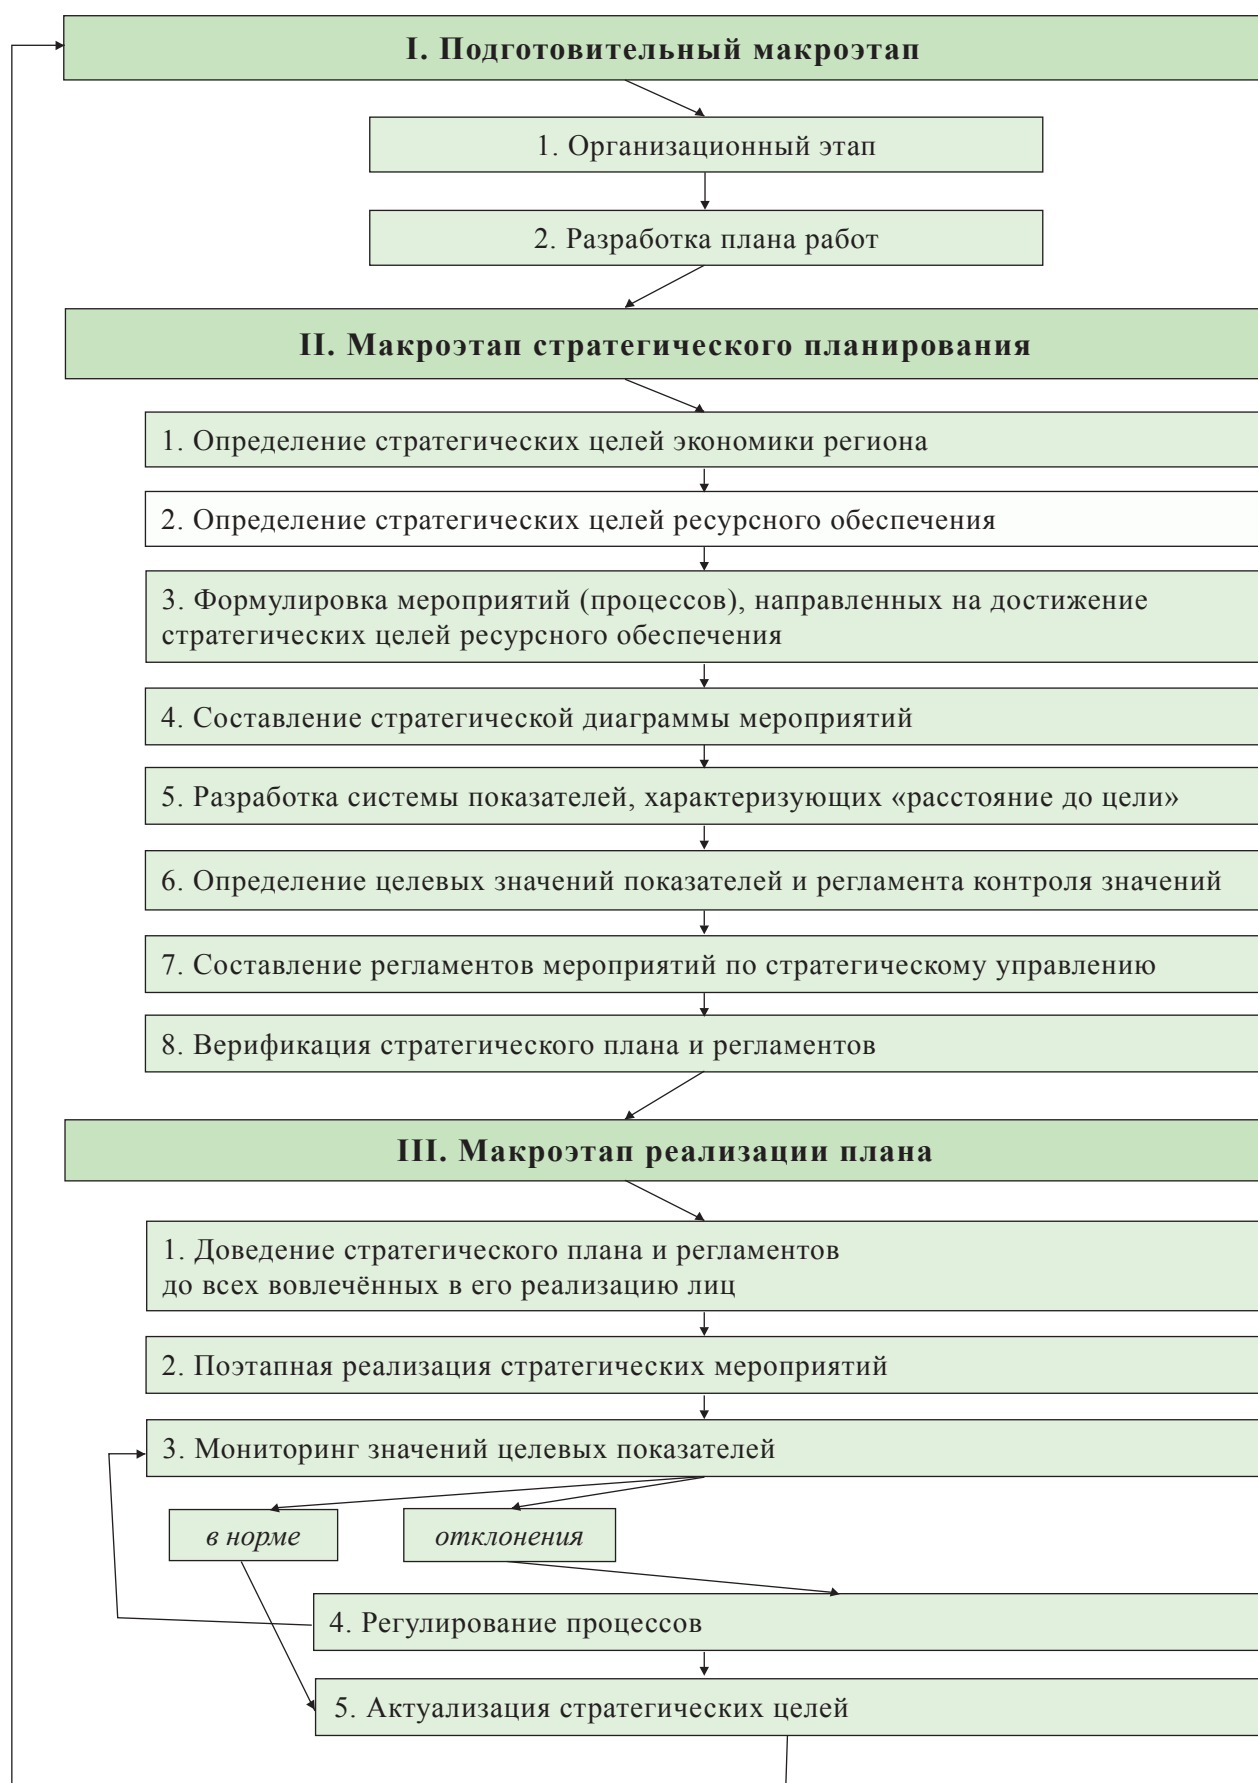 I. Подготовительный макроэтап
1. Организационный этап
2. Разработка плана работ
II. Макроэтап стратегического планирования
1. Определение стратегических целей экономики региона
2. Определение стратегических целей ресурсного обеспечения
3. Формулировка мероприятий (процессов), направленных на достижение
стратегических целей ресурсного обеспечения
4. Составление стратегической диаграммы мероприятий
5. Разработка системы показателей, характеризующих «расстояние до цели»
6. Определение целевых значений показателей и регламента контроля значений
7. Составление регламентов мероприятий по стратегическому управлению
8. Верификация стратегического плана и регламентов
III. Макроэтап реализации плана
1. Доведение стратегического плана и регламентов
до всех вовлечённых в его реализацию лиц
2. Поэтапная реализация стратегических мероприятий
3. Мониторинг значений целевых показателей
в норме
отклонения
4. Регулирование процессов
5. Актуализация стратегических целей